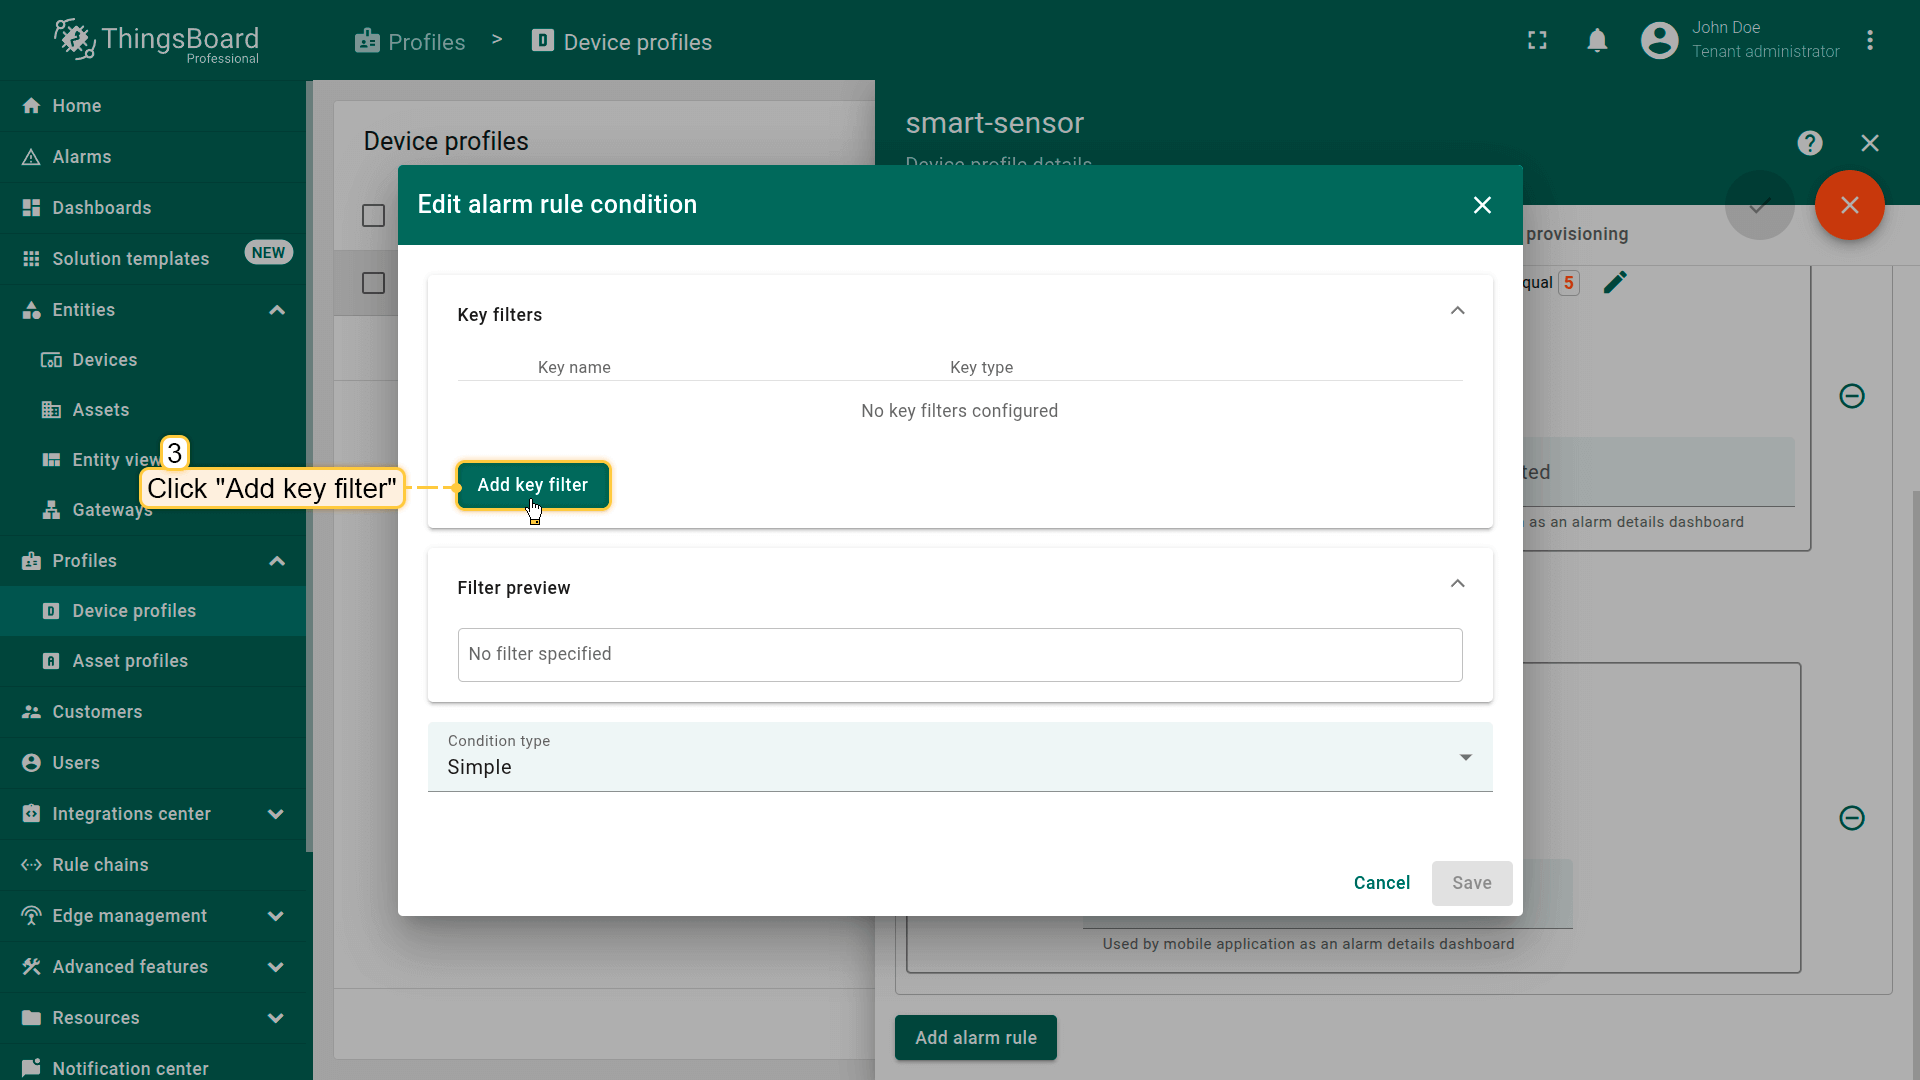 ThingsBoard
Professional
Profiles > Device profiles
John Doe
Tenant administrator
Home
Alarms
Dashboards
Solution templates NEW
Entities
Devices
Assets
Entity view
Gateways
Profiles
Device profiles
Asset profiles
Customers
Users
Integrations center
Rule chains
Edge management
Advanced features
Resources
Notification center
Device profiles
smart-sensor
Device profile details
provisioning
qual 5
ted
as an alarm details dashboard
Edit alarm rule condition
Key filters
Key name Key type
No key filters configured
3
Click "Add key filter"
Add key filter
Filter preview
No filter specified
Condition type
Simple
Cancel Save
Used by mobile application as an alarm details dashboard
Add alarm rule